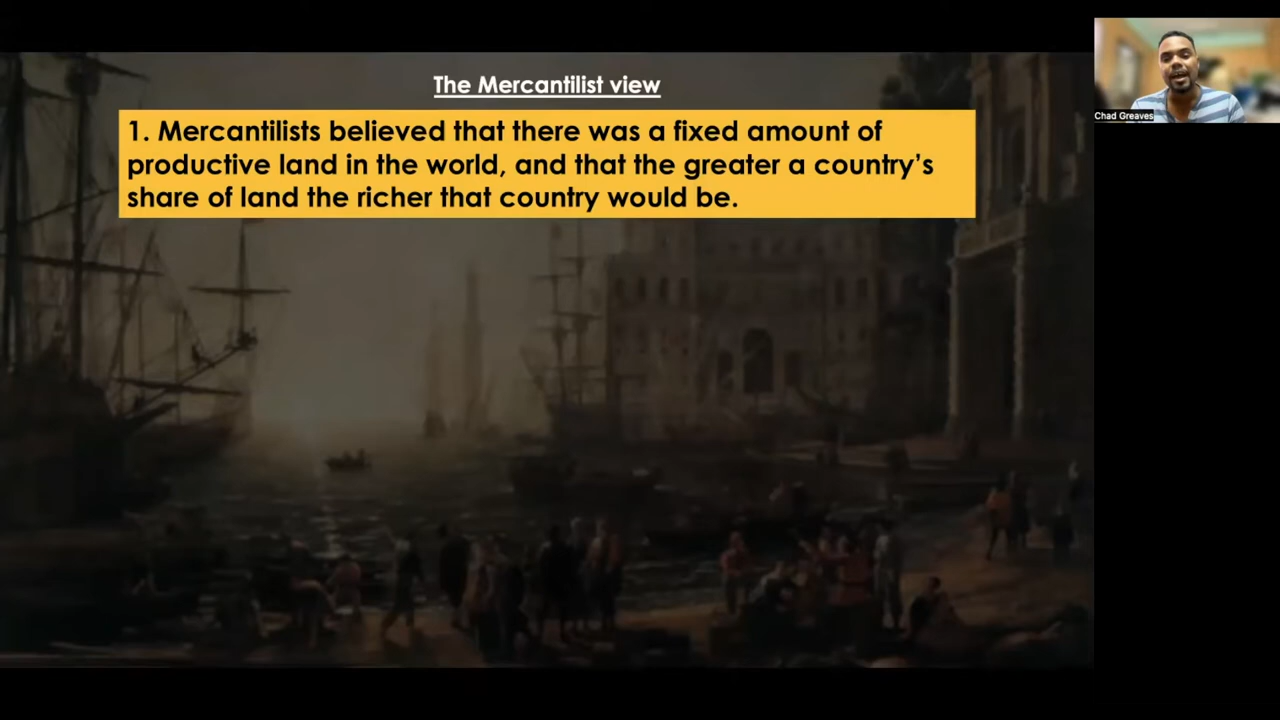 The Mercantilist view
1. Mercantilists believed that there was a fixed amount of
productive land in the world, and that the greater a country’s
share of land the richer that country would be.
Chad Greaves